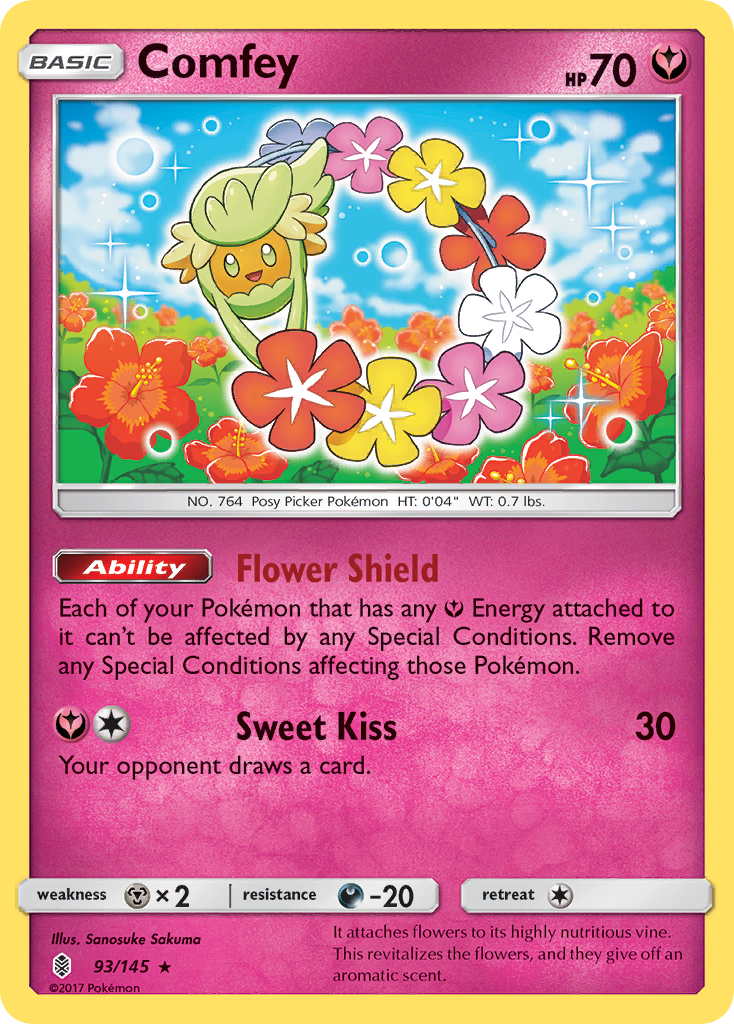 BASIC Comfey HP 70
NO. 764 Posy Picker Pokémon HT: 0'04" WT: 0.7 lbs.
Ability Flower Shield
Each of your Pokémon that has any Energy attached to
it can't be affected by any Special Conditions. Remove
any Special Conditions affecting those Pokémon.
Sweet Kiss 30
Your opponent draws a card.
weakness ×2 resistance -20 retreat
Illus. Sanosuke Sakuma
93/145 ★
©2017 Pokémon
It attaches flowers to its highly nutritious vine.
This revitalizes the flowers, and they give off an
aromatic scent.